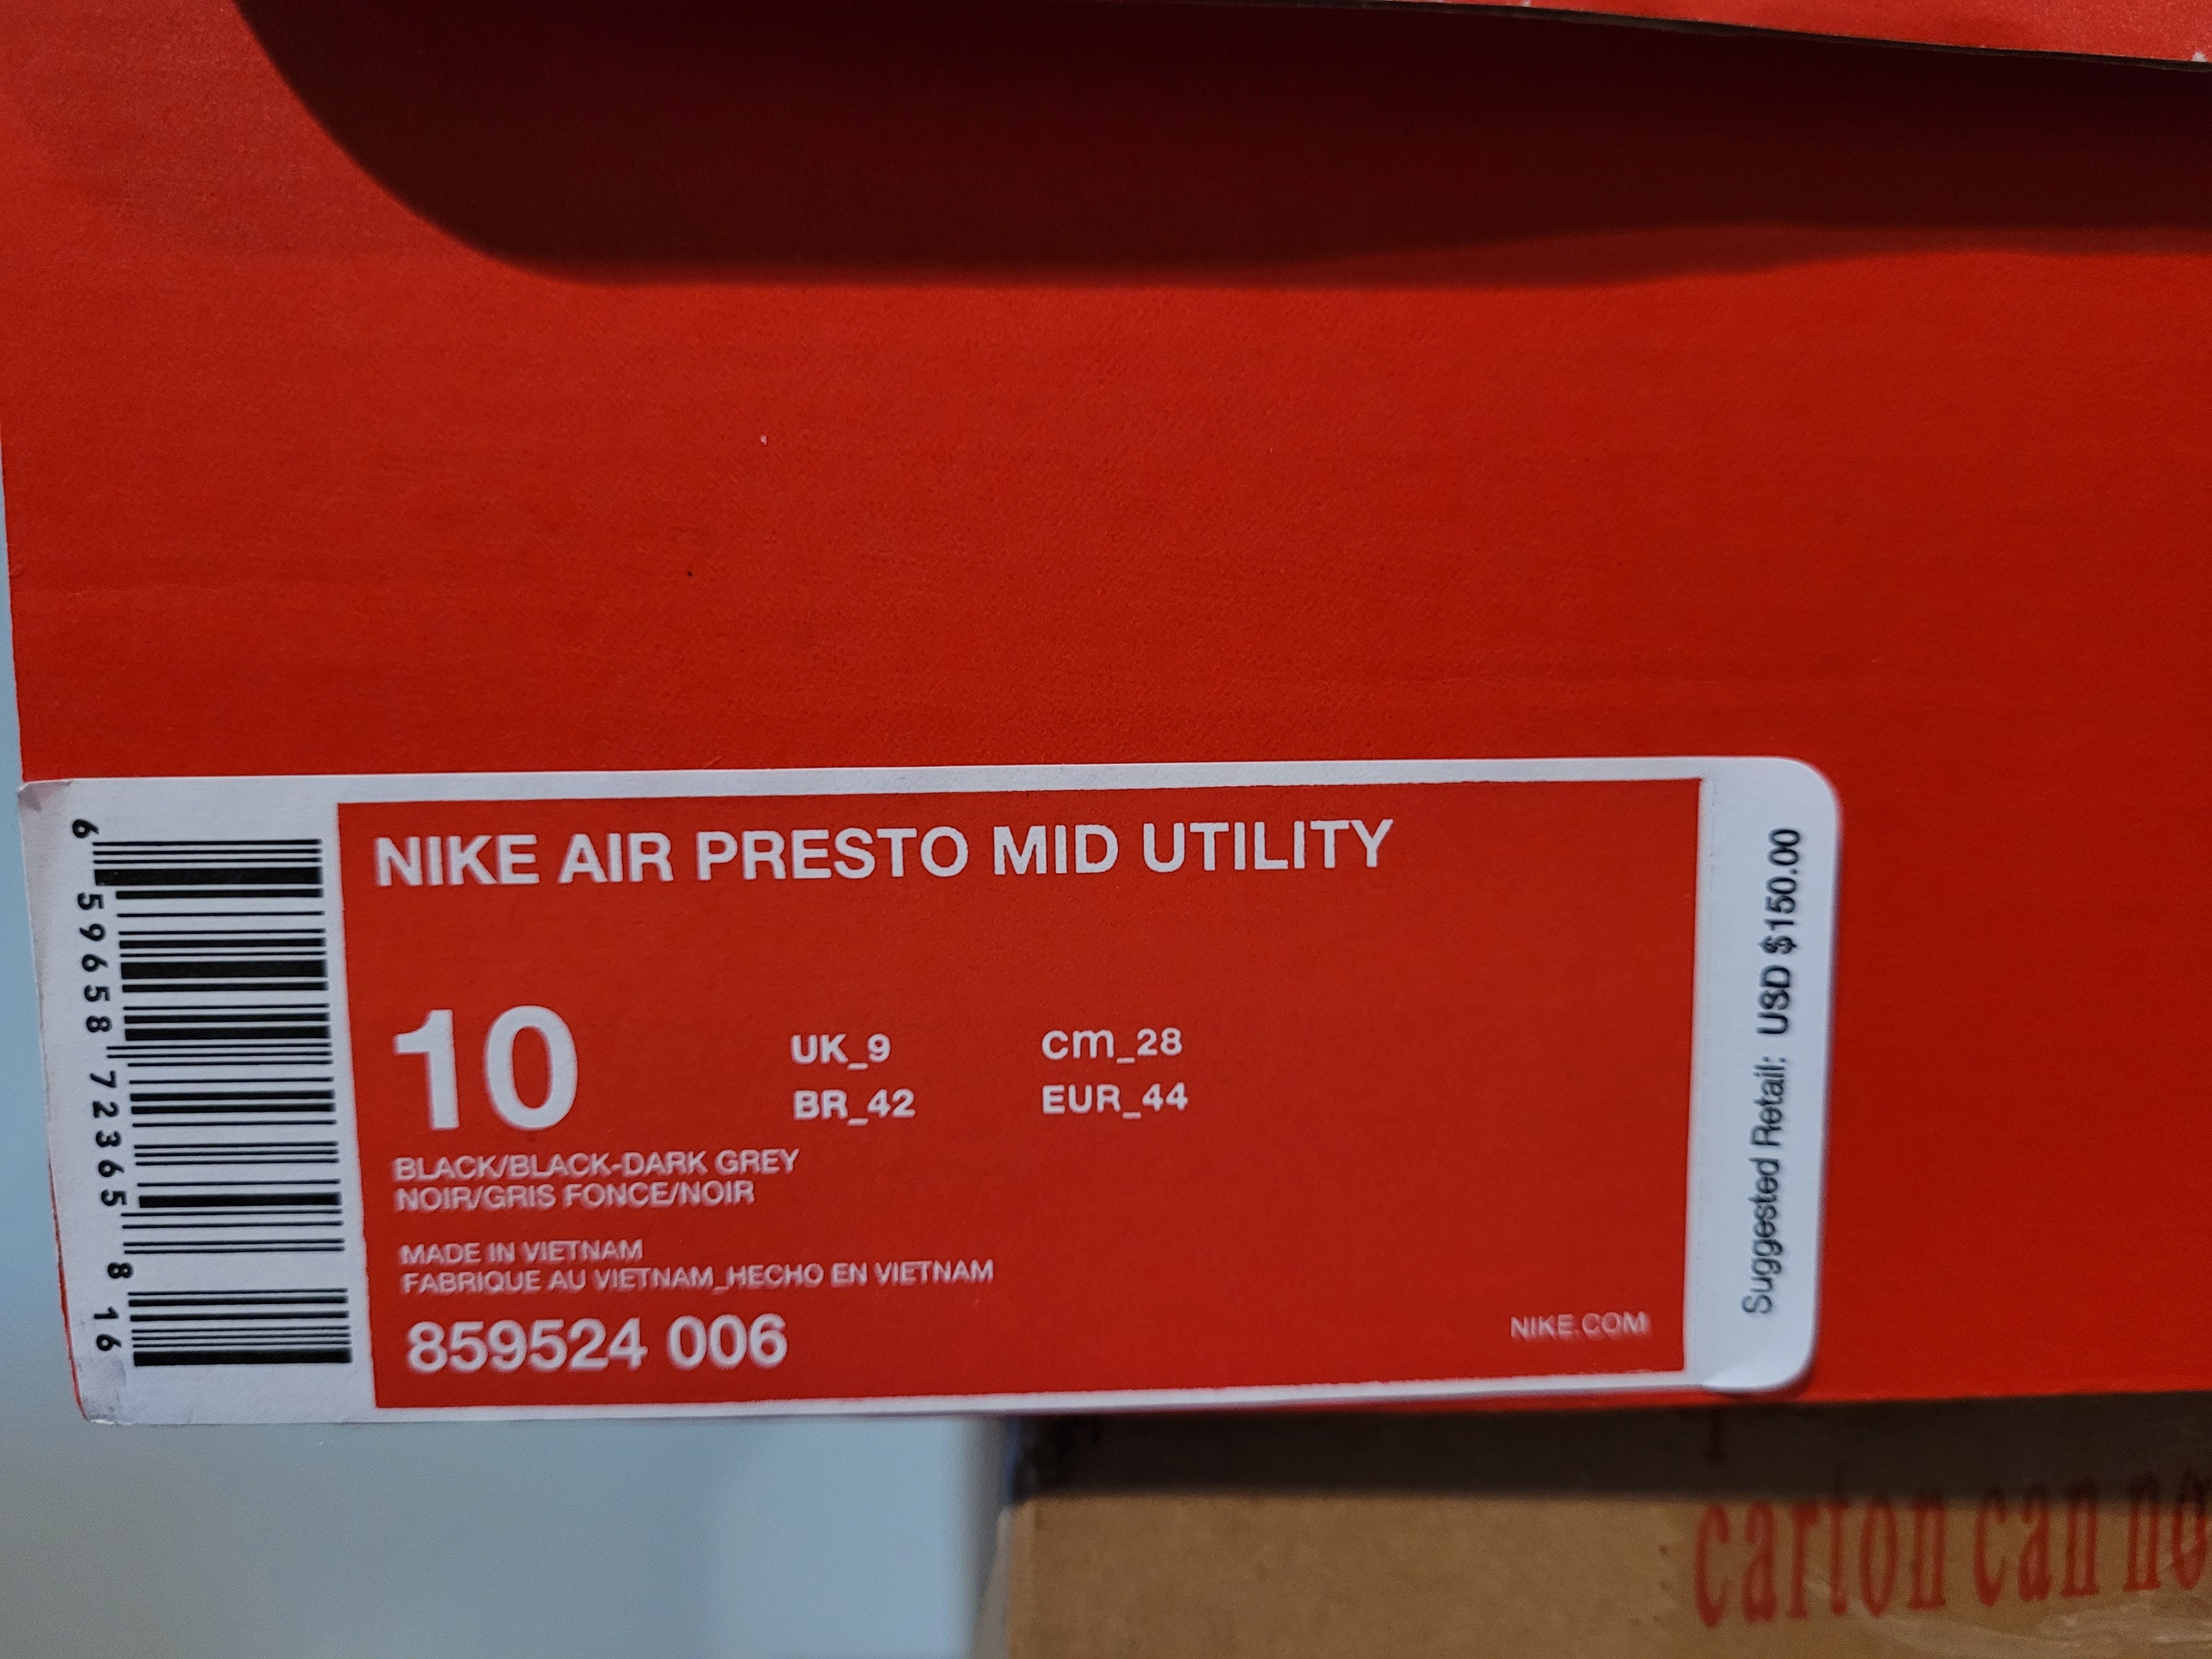 NIKE AIR PRESTO MID UTILITY
10
UK_9
cm_28
BR_42
EUR_44
BLACK/BLACK-DARK GREY
NOIR/GRIS FONCE/NOIR
MADE IN VIETNAM
FABRIQUE AU VIETNAM_HECHO EN VIETNAM
859524 006
NIKE.COM
6 59658 72365 8 16
Suggested Retail: USD $150.00
carton can